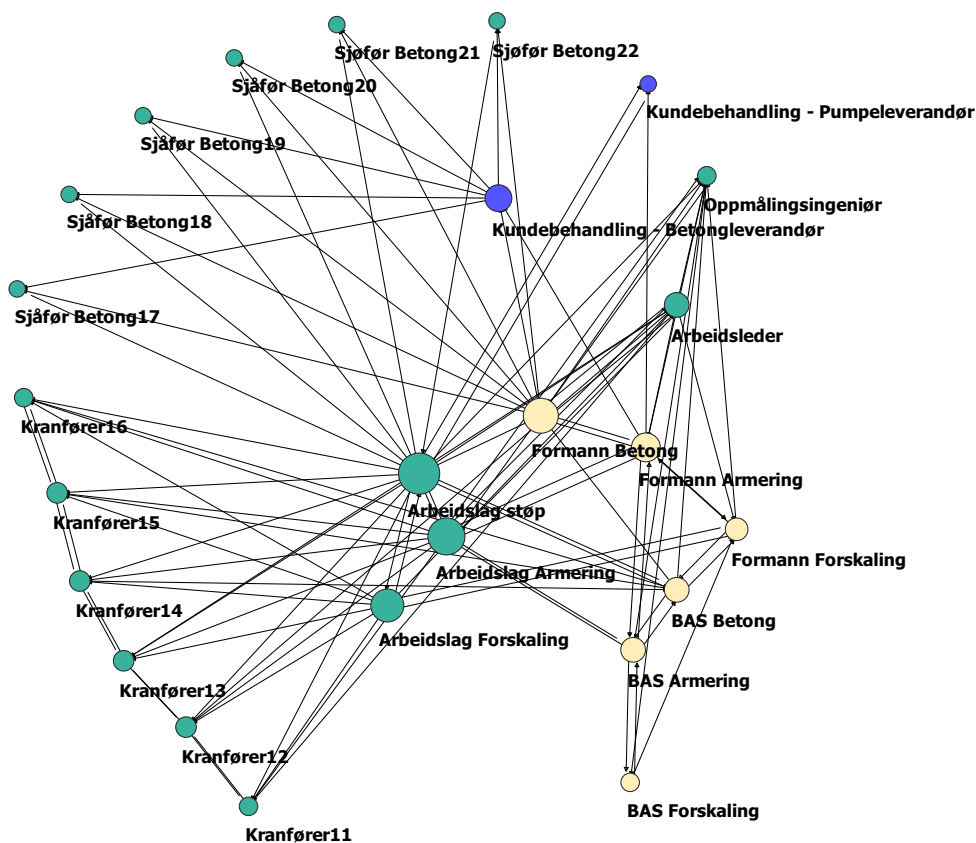 Sjøfør Betong21
Sjøfør Betong22
Sjåfør Betong20
Kundebehandling - Pumpeleverandør
Sjåfør Betong19
Oppmålingsingeniør
Sjåfør Betong18
Kundebehandling - Betongleverandør
Sjåfør Betong17
Arbeidsleder
Kranfører16
Formann Betong
Formann Armering
Arbeidslag støp
Kranfører15
Formann Forskaling
Arbeidslag Armering
Kranfører14
BAS Betong
Arbeidslag Forskaling
BAS Armering
Kranfører13
Kranfører12
BAS Forskaling
Kranfører11